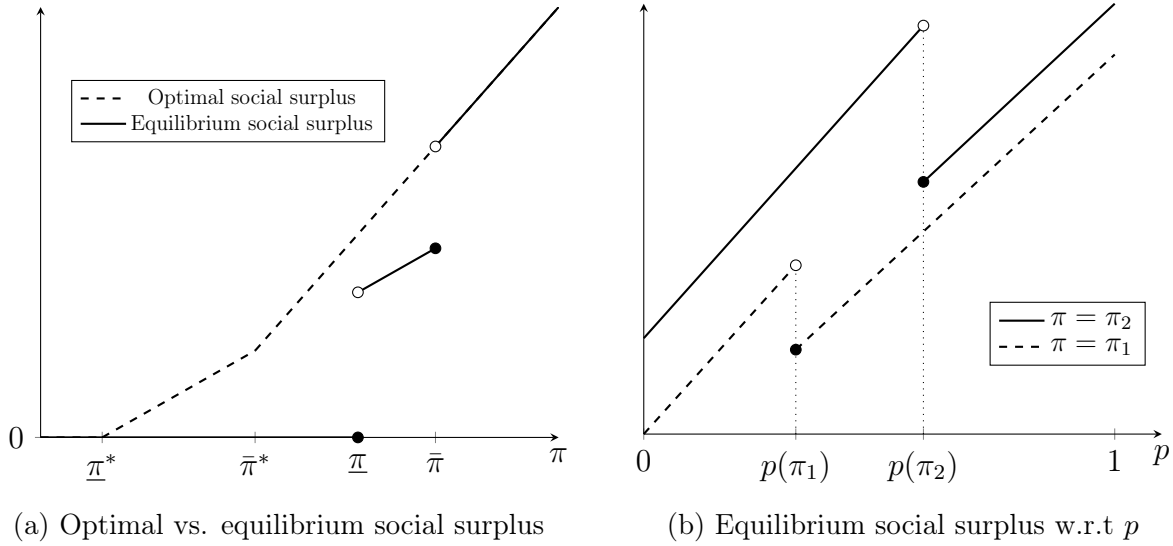 Optimal social surplus
Equilibrium social surplus
0
π̲*
π̄*
π̲
π̄
π
(a) Optimal vs. equilibrium social surplus
π = π₂
π = π₁
0
p(π₁)
p(π₂)
1
p
(b) Equilibrium social surplus w.r.t p